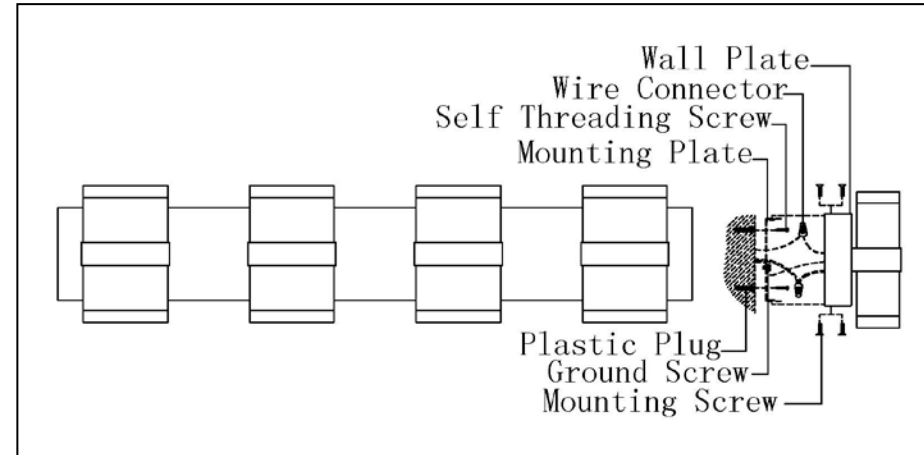 Wall Plate
Wire Connector
Self Threading Screw
Mounting Plate
Plastic Plug
Ground Screw
Mounting Screw